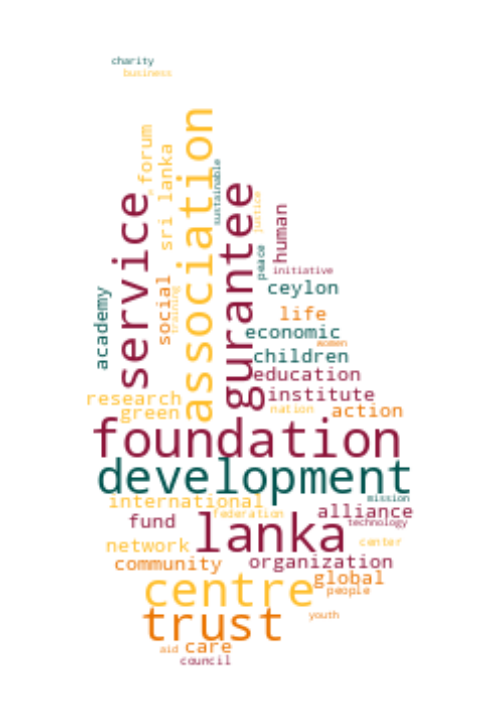 charity
business
forum
sri lanka
association
sustainable
service
gurantee
justice
human
peace
initiative
ceylon
academy
social
training
life
economic
women
children
education
research
institute
green
nation
action
foundation
development
mission
international
alliance
federation
fund
technology
lanka
network
center
community
organization
global
centre
people
trust
youth
aid
care
council